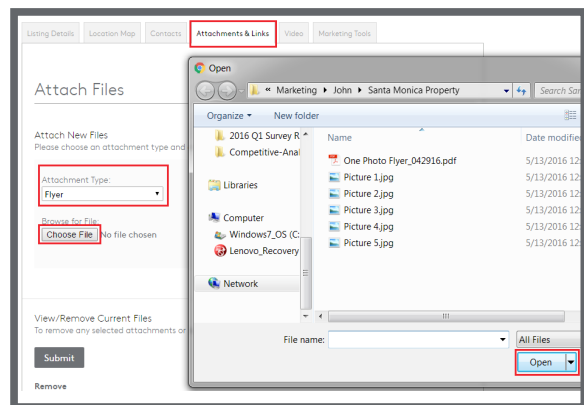 Listing Details Location Map Contacts Attachments & Links Video Marketing Tools
Attach Files
Attach New Files
Please choose an attachment type and
Attachment Type:
Flyer
Browse for File:
Choose File No file chosen
View/Remove Current Files
To remove any selected attachments or
Submit
Remove
Open
« Marketing John Santa Monica Property
Search Sar
Organize New folder
2016 Q1 Survey R
Competitive-Anal
Libraries
Computer
Windows7_OS (C:
Lenovo_Recovery
Network
Name Date modified
One Photo Flyer_042916.pdf 5/13/2016 12:
Picture 1.jpg 5/13/2016 12:
Picture 2.jpg 5/13/2016 12:
Picture 3.jpg 5/13/2016 12:
Picture 4.jpg 5/13/2016 12:
Picture 5.jpg 5/13/2016 12:
File name: All Files
Open